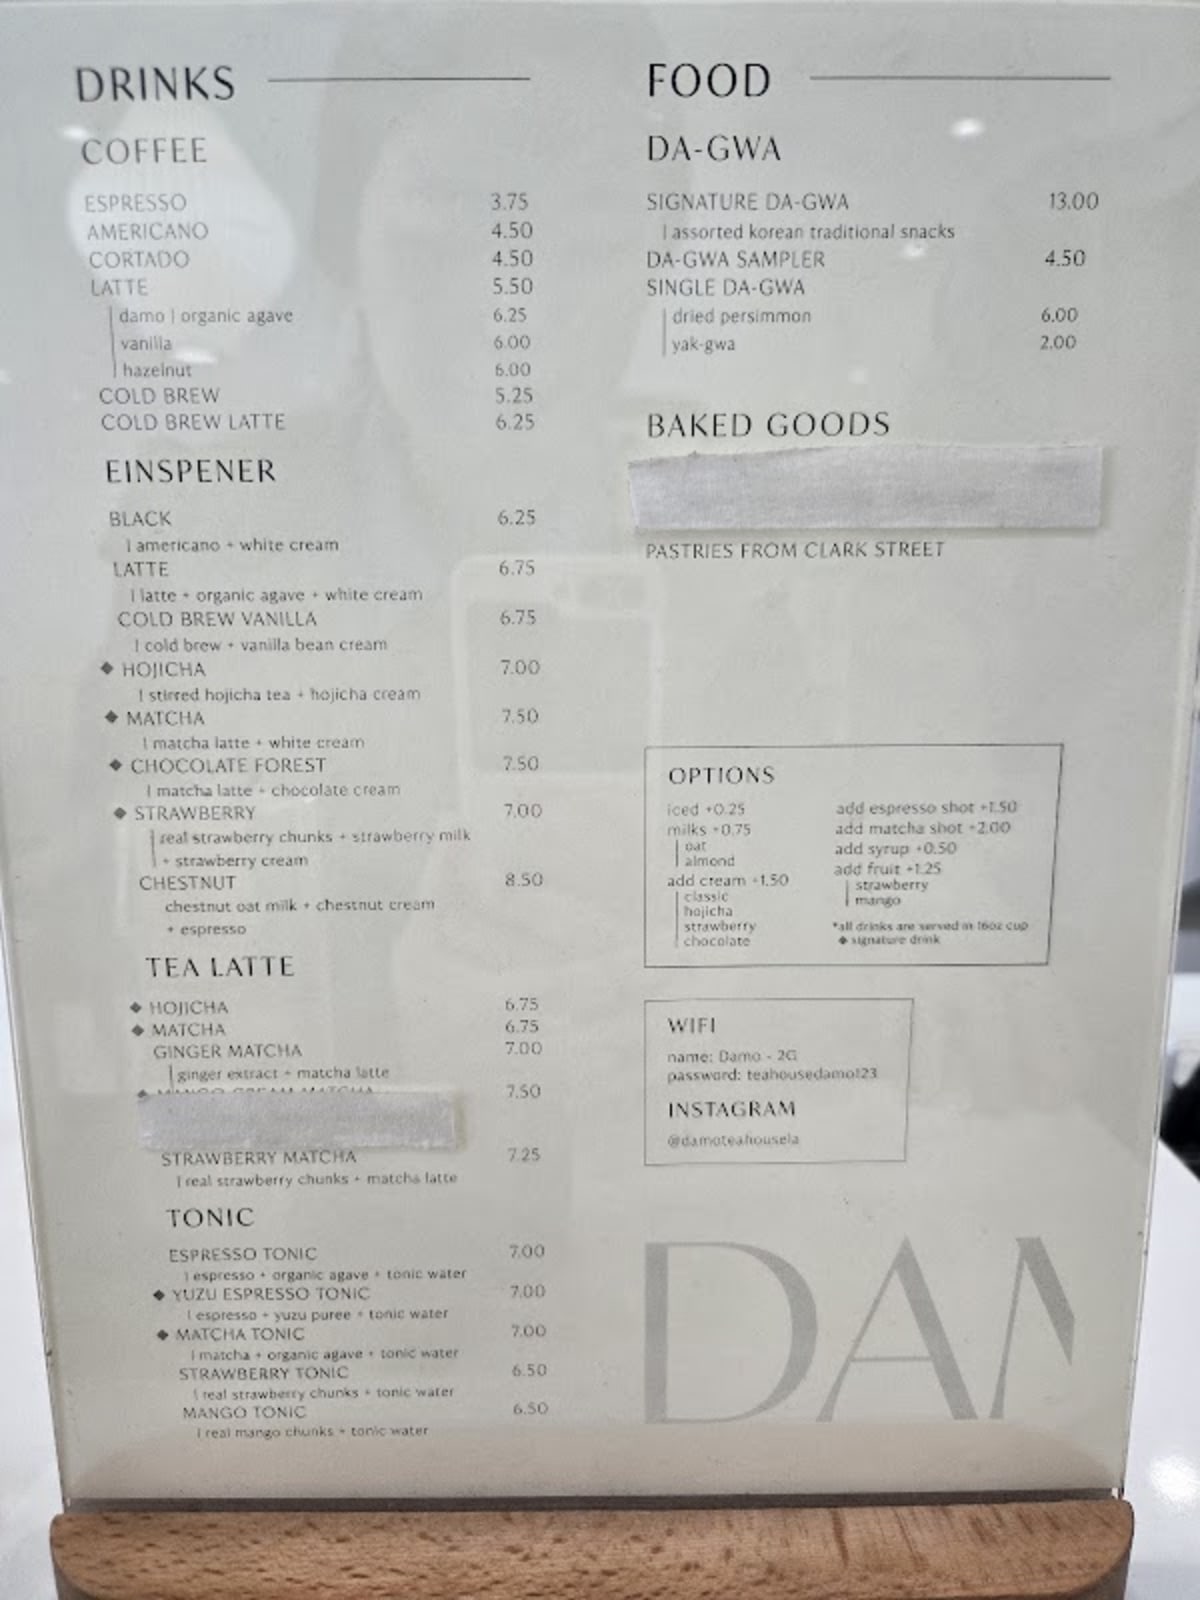 DRINKS
COFFEE
ESPRESSO 3.75
AMERICANO 4.50
CORTADO 4.50
LATTE 5.50
damo | organic agave 6.25
vanilla 6.00
hazelnut 6.00
COLD BREW 5.25
COLD BREW LATTE 6.25
EINSPENER
BLACK 6.25
| americano + white cream
LATTE 6.75
| latte + organic agave + white cream
COLD BREW VANILLA 6.75
| cold brew + vanilla bean cream
◆ HOJICHA 7.00
| stirred hojicha tea + hojicha cream
◆ MATCHA 7.50
| matcha latte + white cream
◆ CHOCOLATE FOREST 7.50
| matcha latte + chocolate cream
◆ STRAWBERRY 7.00
real strawberry chunks + strawberry milk
+ strawberry cream
CHESTNUT 8.50
chestnut oat milk + chestnut cream
+ espresso
TEA LATTE
◆ HOJICHA 6.75
◆ MATCHA 6.75
GINGER MATCHA 7.00
| ginger extract + matcha latte
◆ MANGO CREAM MATCHA 7.50
STRAWBERRY MATCHA 7.25
| real strawberry chunks + matcha latte
TONIC
ESPRESSO TONIC 7.00
| espresso + organic agave + tonic water
◆ YUZU ESPRESSO TONIC 7.00
| espresso + yuzu puree + tonic water
◆ MATCHA TONIC 7.00
| matcha + organic agave + tonic water
STRAWBERRY TONIC 6.50
| real strawberry chunks + tonic water
MANGO TONIC 6.50
| real mango chunks + tonic water
FOOD
DA-GWA
SIGNATURE DA-GWA 13.00
| assorted korean traditional snacks
DA-GWA SAMPLER 4.50
SINGLE DA-GWA
dried persimmon 6.00
yak-gwa 2.00
BAKED GOODS
PASTRIES FROM CLARK STREET
OPTIONS
iced +0.25
milks +0.75
oat
almond
add cream +1.50
classic
hojicha
strawberry
chocolate
add espresso shot +1.50
add matcha shot +2.00
add syrup +0.50
add fruit +1.25
strawberry
mango
*all drinks are served in 16oz cup
◆ signature drink
WIFI
name: Damo - 2G
password: teahousedamo123
INSTAGRAM
@damoteahousela
DAM